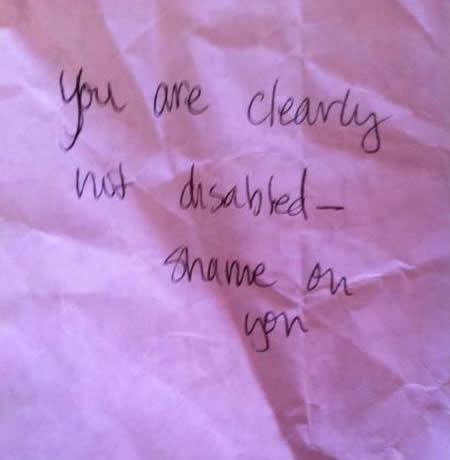 You are clearly
not disabled—
shame on
you